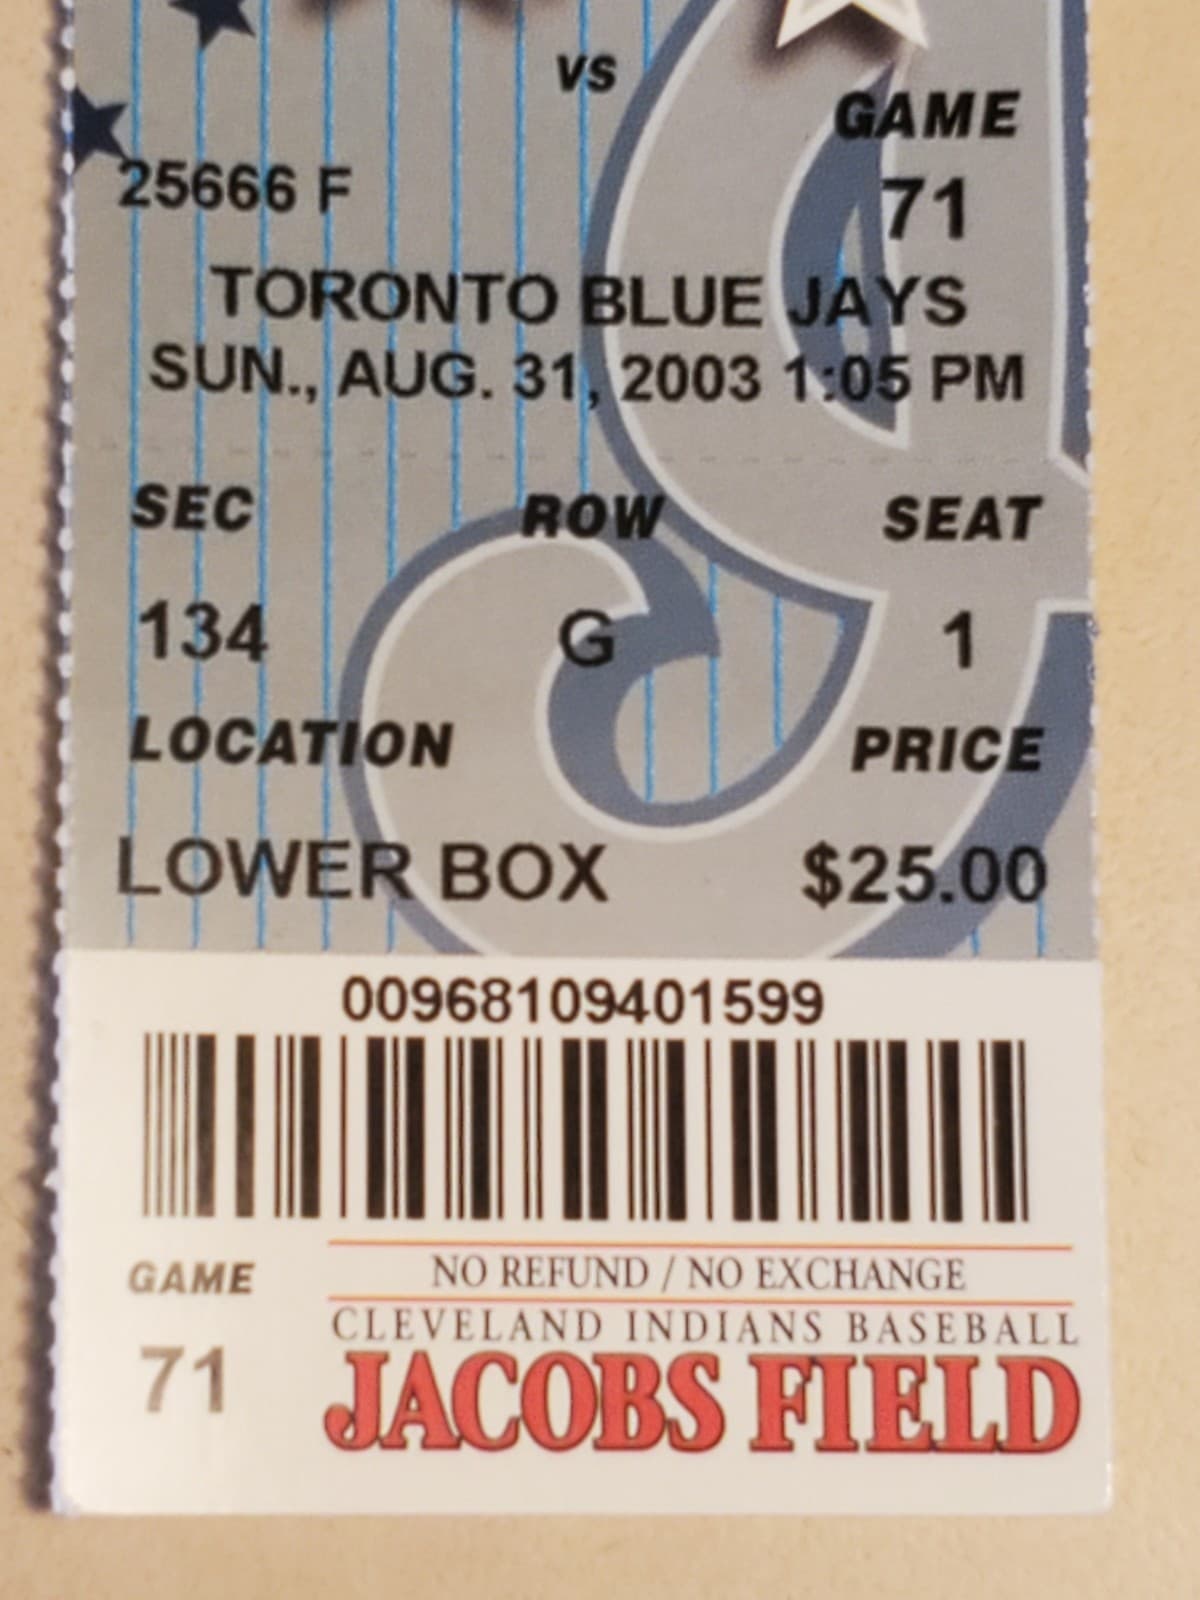 VS
GAME
25666 F
71
TORONTO BLUE JAYS
SUN., AUG. 31, 2003 1:05 PM
SEC ROW SEAT
134 G 1
LOCATION PRICE
LOWER BOX $25.00
00968109401599
GAME
71
NO REFUND / NO EXCHANGE
CLEVELAND INDIANS BASEBALL
JACOBS FIELD